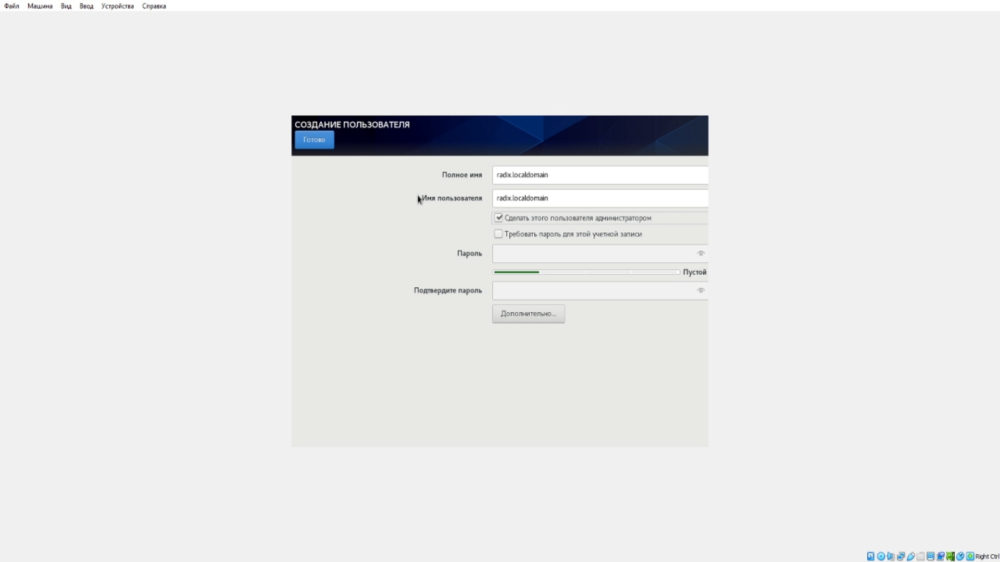 Файл Машина Вид Ввод Устройства Справка
СОЗДАНИЕ ПОЛЬЗОВАТЕЛЯ
Готово
Полное имя radix.localdomain
Имя пользователя radix.localdomain
Сделать этого пользователя администратором
Требовать пароль для этой учетной записи
Пароль
Пустой
Подтвердите пароль
Дополнительно...
Right Ctrl